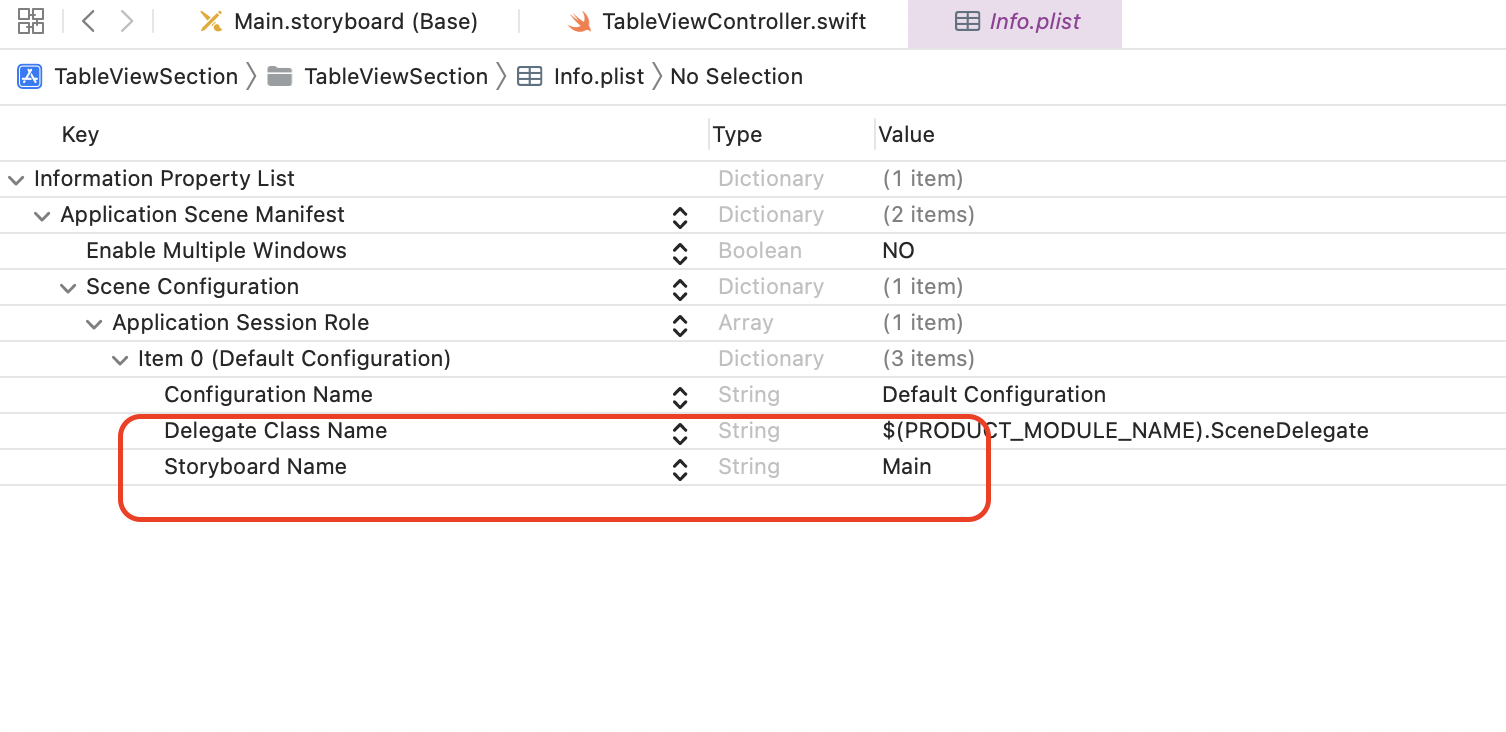 Main.storyboard (Base) TableViewController.swift Info.plist
TableViewSection TableViewSection Info.plist No Selection
Key Type Value
Information Property List Dictionary (1 item)
Application Scene Manifest Dictionary (2 items)
Enable Multiple Windows Boolean NO
Scene Configuration Dictionary (1 item)
Application Session Role Array (1 item)
Item 0 (Default Configuration) Dictionary (3 items)
Configuration Name String Default Configuration
Delegate Class Name String $(PRODUCT_MODULE_NAME).SceneDelegate
Storyboard Name String Main